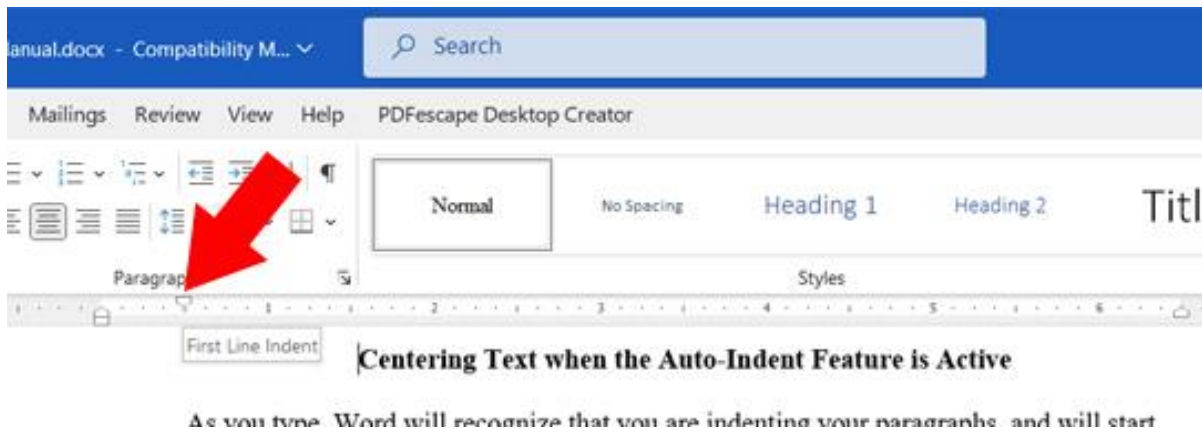 lanual.docx - Compatibility M...
Search
Mailings Review View Help PDFescape Desktop Creator
Normal No Spacing Heading 1 Heading 2 Titl
Paragrap Styles
1 2 3 4 5 6
First Line Indent
Centering Text when the Auto-Indent Feature is Active
As you type, Word will recognize that you are indenting your paragraphs, and will start